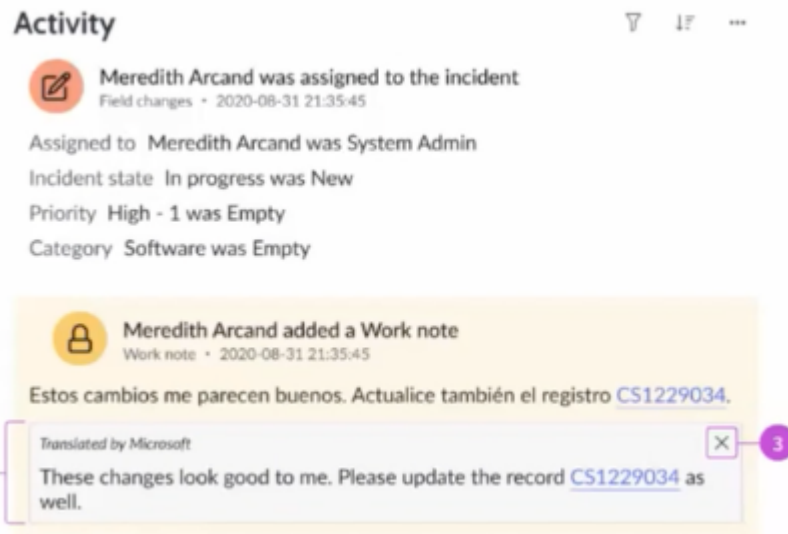 Activity
Meredith Arcand was assigned to the incident
Field changes • 2020-08-31 21:35:45
Assigned to Meredith Arcand was System Admin
Incident state In progress was New
Priority High - 1 was Empty
Category Software was Empty
Meredith Arcand added a Work note
Work note • 2020-08-31 21:35:45
Estos cambios me parecen buenos. Actualice también el registro CS1229034.
Translated by Microsoft
3
These changes look good to me. Please update the record CS1229034 as
well.